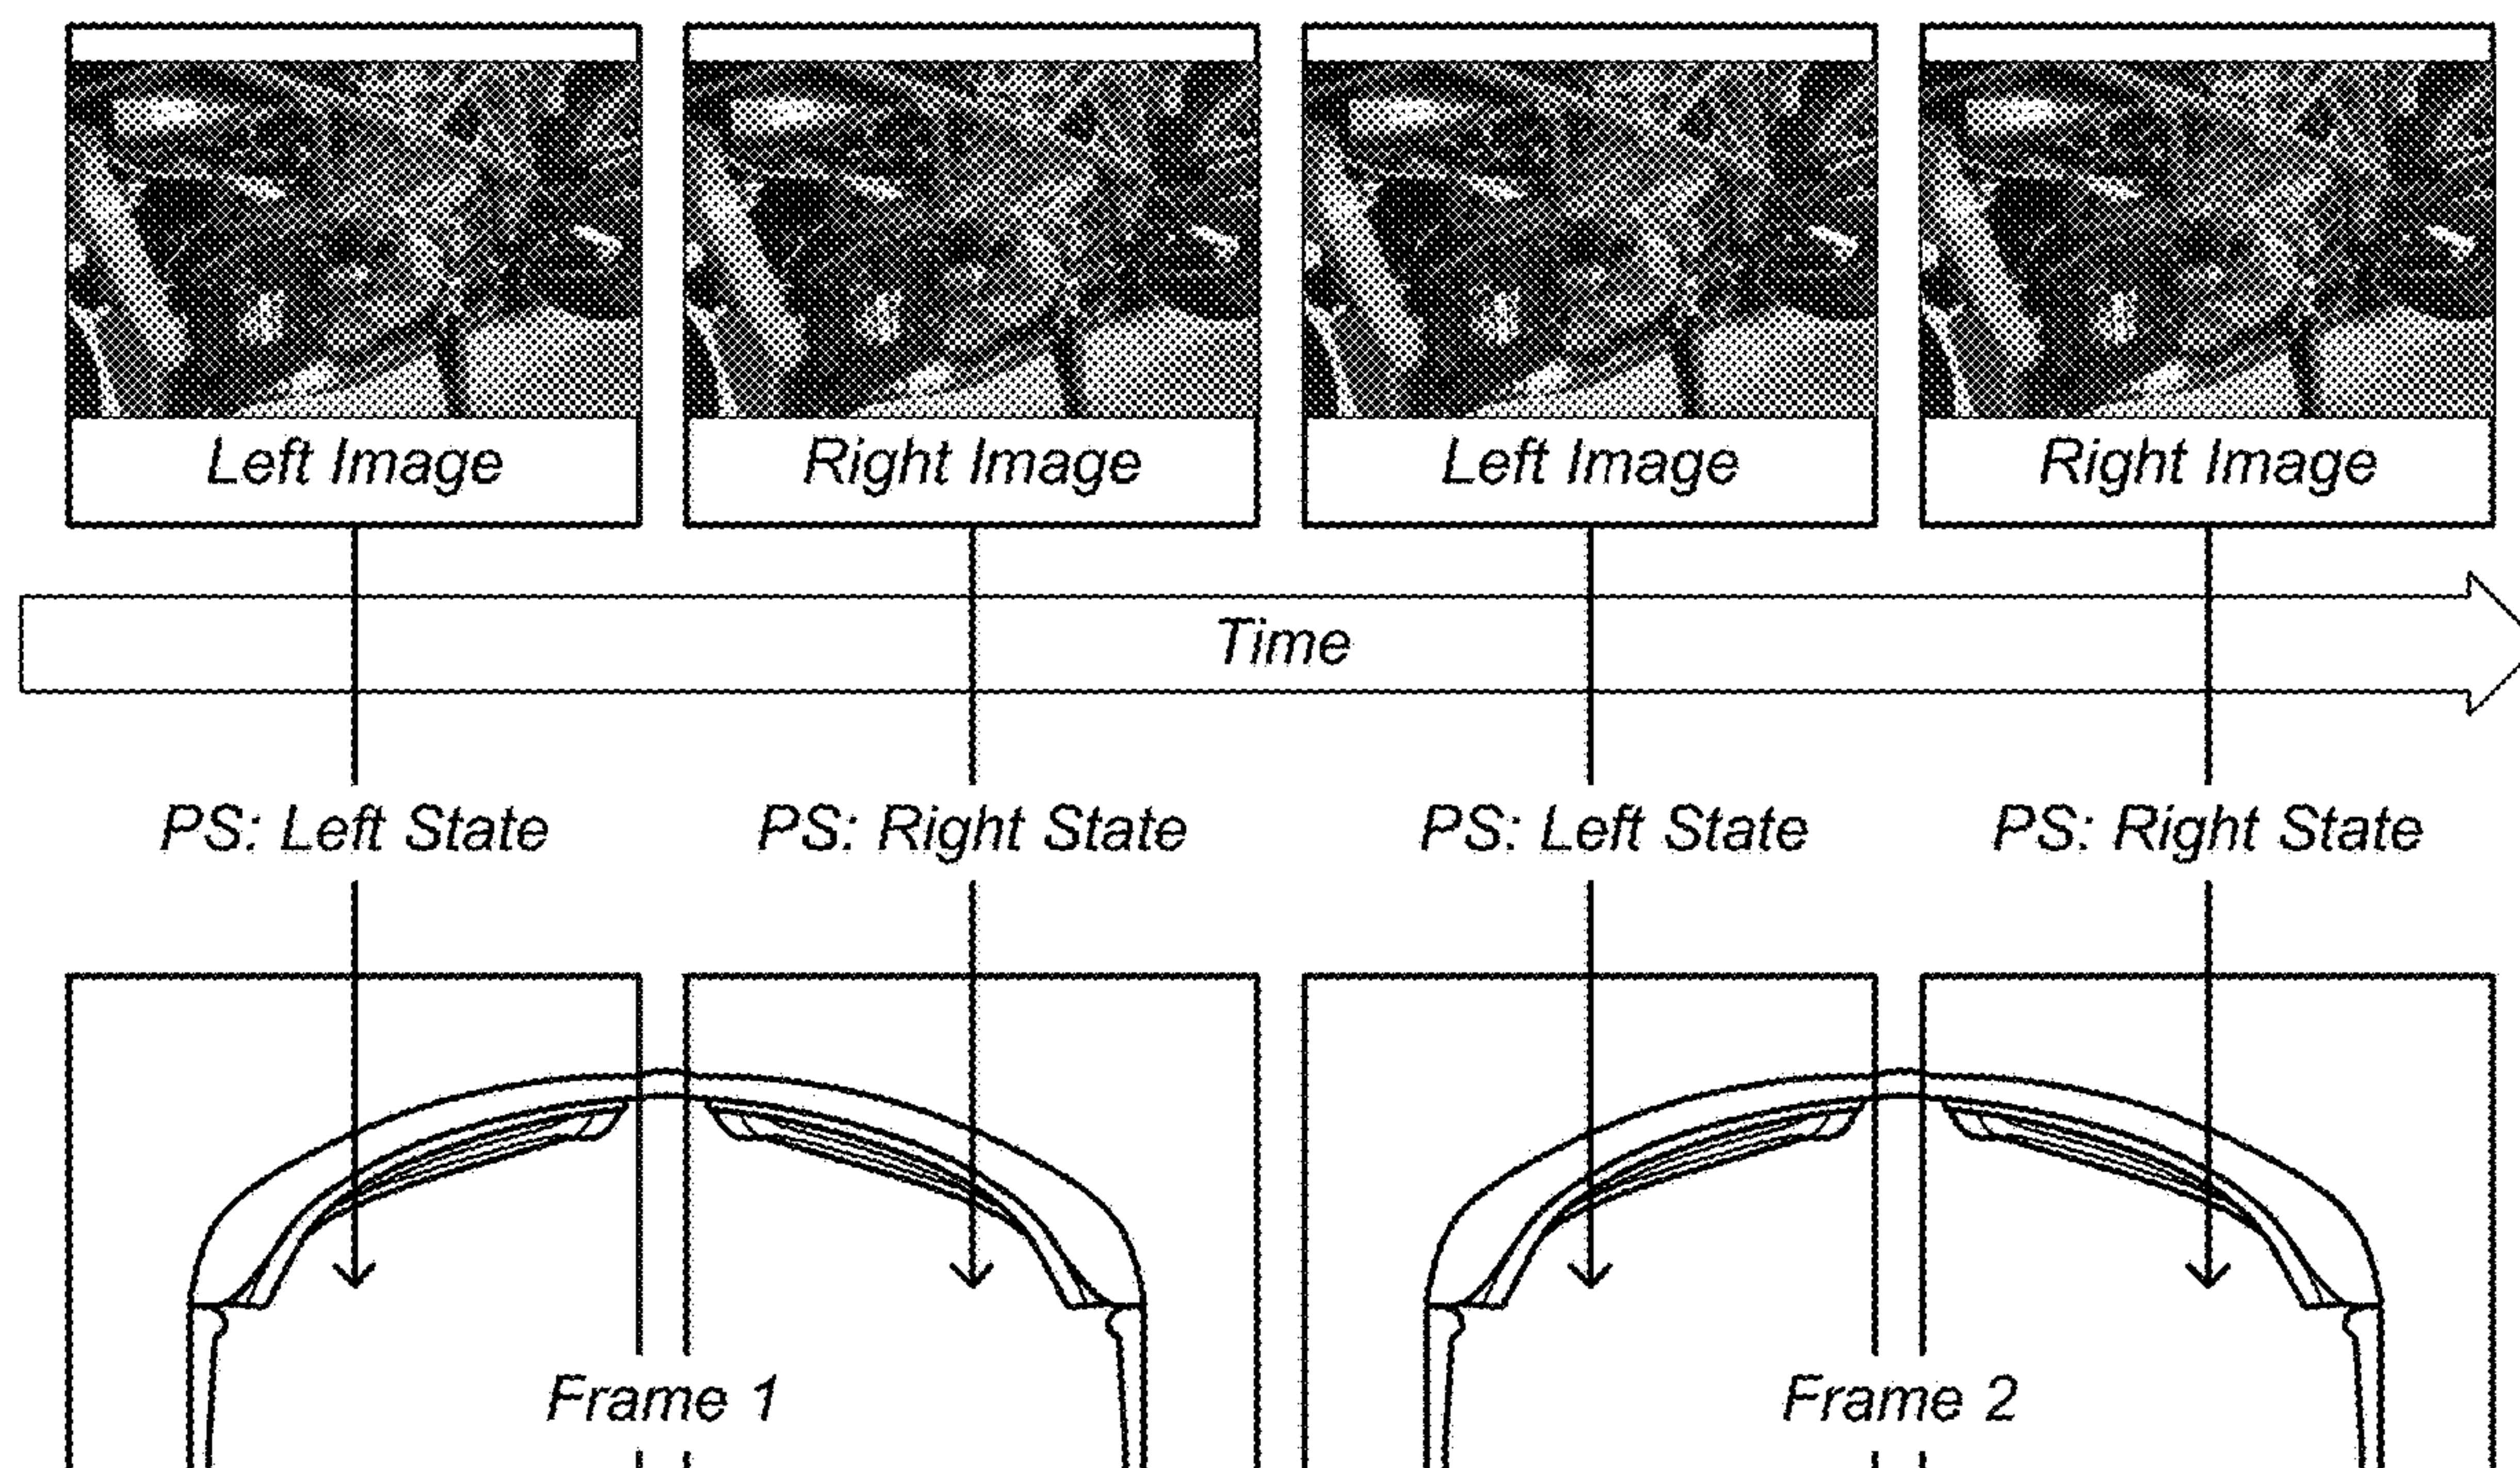 Left Image
Right Image
Left Image
Right Image
Time
PS: Left State
PS: Right State
PS: Left State
PS: Right State
Frame 1
Frame 2